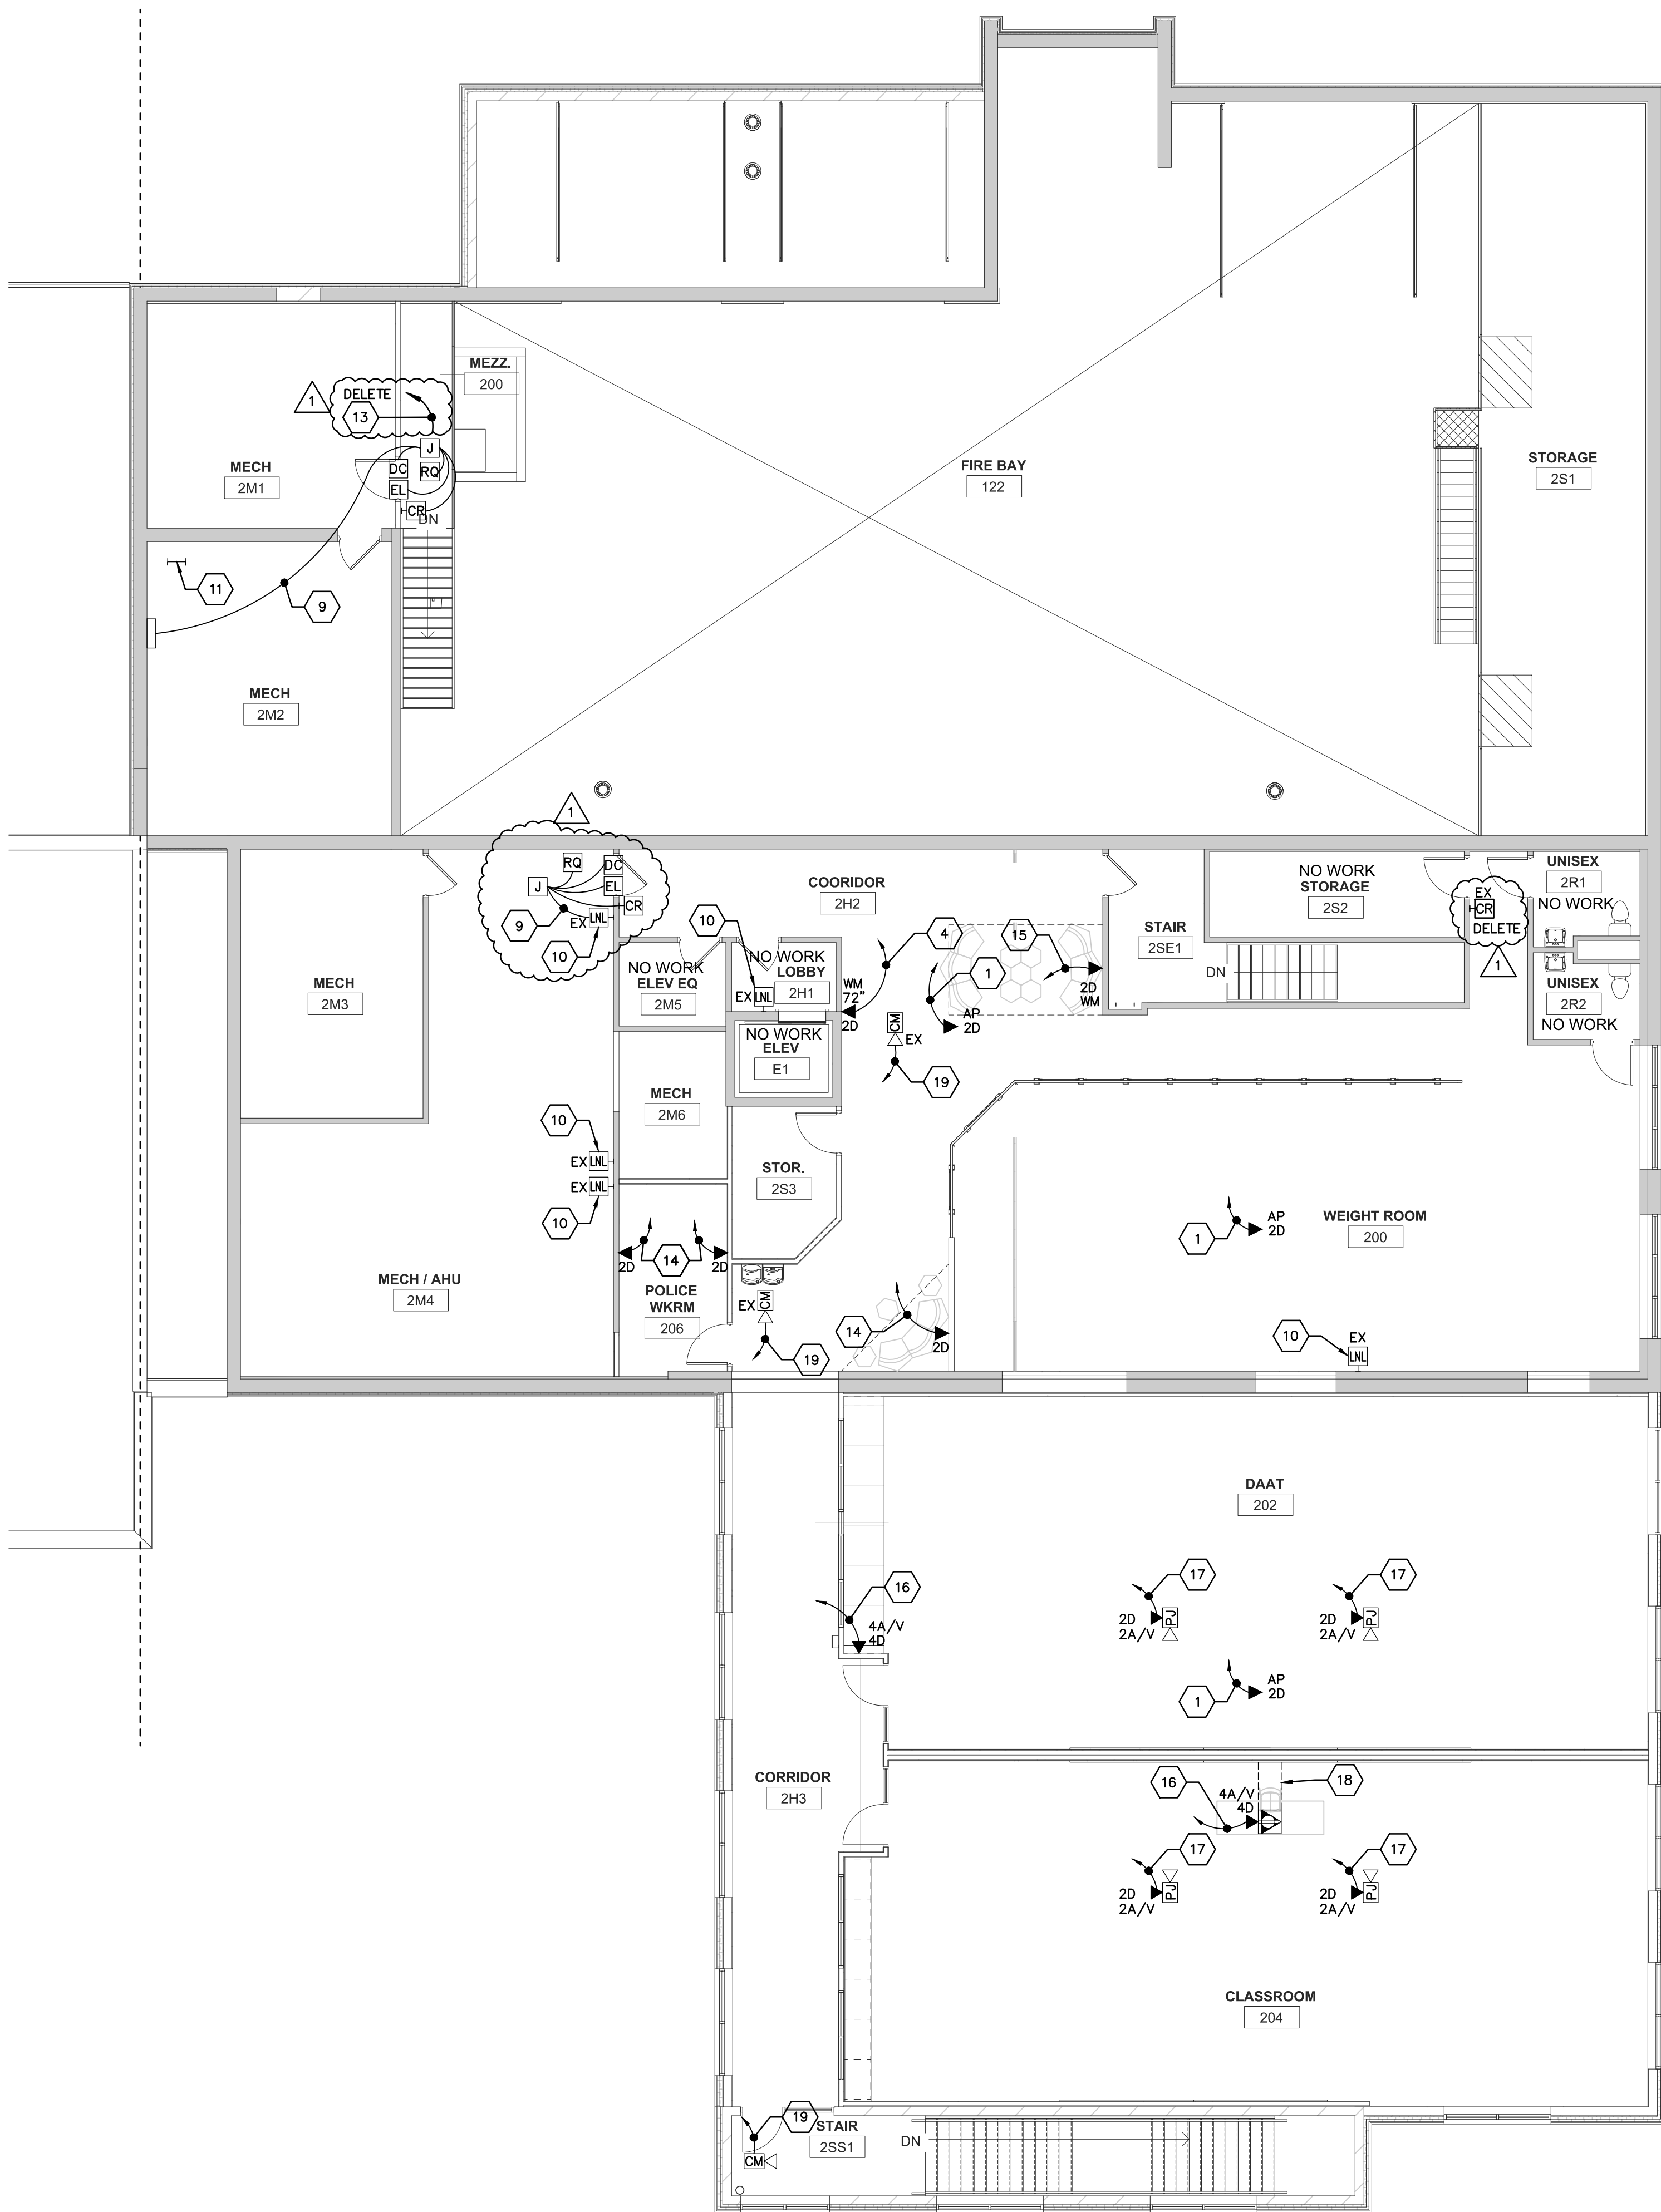 MEZZ.
200
1
DELETE
13
J
DC
RQ
EL
CR
DN
MECH
2M1
FIRE BAY
122
STORAGE
2S1
11
9
MECH
2M2
1
RQ
DC
J
EL
CR
9
EX LNL
10
COORIDOR
2H2
NO WORK
STORAGE
2S2
UNISEX
2R1
NO WORK
EX
CR
DELETE
1
STAIR
2SE1
DN
10
4
15
1
NO WORK
ELEV EQ
2M5
NO WORK
LOBBY
2H1
EX LNL
WM
72"
2D
2D
WM
AP
2D
CM
EX
19
MECH
2M3
NO WORK
ELEV
E1
UNISEX
2R2
NO WORK
MECH
2M6
10
EX LNL
EX LNL
10
STOR.
2S3
WEIGHT ROOM
200
1
AP
2D
14
2D
2D
MECH / AHU
2M4
POLICE
WKRM
206
EX CM
19
14
2D
10
EX
LNL
DAAT
202
16
4A/V
4D
17
2D
2A/V
PJ
17
2D
2A/V
PJ
1
AP
2D
CORRIDOR
2H3
16
4A/V
4D
18
17
2D
2A/V
PJ
17
2D
2A/V
PJ
CLASSROOM
204
19
STAIR
2SS1
CM
DN